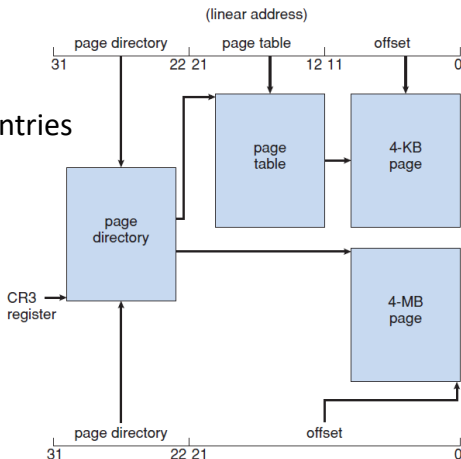 (linear address)
page directory page table offset
31 22 21 12 11 0
ntries
page
table
4-KB
page
page
directory
CR3
register
4-MB
page
page directory offset
31 22 21 0